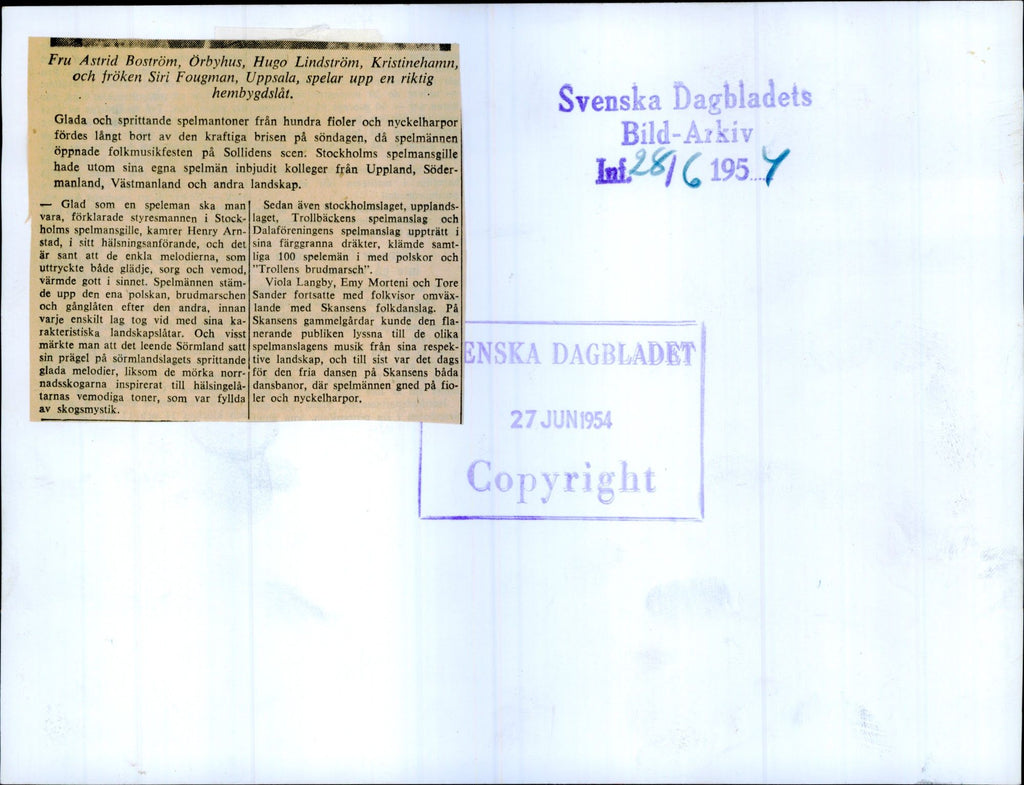 Fru Astrid Boström, Örbyhus, Hugo Lindström, Kristinehamn,
och fröken Siri Fougman, Uppsala, spelar upp en riktig
hembygdslåt.
Glada och sprittande spelmantoner från hundra fioler och nyckelharpor
fördes långt bort av den kraftiga brisen på söndagen, då spelmännen
öppnade folkmusikfesten på Sollidens scen. Stockholms spelmansgille
hade utom sina egna spelmän inbjudit kolleger från Uppland, Söder-
manland, Västmanland och andra landskap.
— Glad som en speleman ska man
vara, förklarade styresmannen i Stock-
holms spelmansgille, kamrer Henry Arn-
stad, i sitt hälsningsanförande, och det
är sant att de enkla melodierna, som
uttryckte både glädje, sorg och vemod,
värmde gott i sinnet. Spelmännen stäm-
de upp den ena polskan, brudmarschen
och gånglåten efter den andra, innan
varje enskilt lag tog vid med sina ka-
rakteristiska landskapslåtar. Och visst
märkte man att det leende Sörmland satt
sin prägel på sörmlandslagets sprittande
glada melodier, liksom de mörka norr-
nadsskogarna inspirerat till hälsingelå-
tarnas vemodiga toner, som var fyllda
av skogsmystik.
Sedan även stockholmslaget, upplands-
laget, Trollbäckens spelmanslag och
Dalaföreningens spelmanslag uppträtt i
sina färggranna dräkter, klämde samt-
liga 100 spelemän i med polskor och
"Trollens brudmarsch".
Viola Langby, Emy Morteni och Tore
Sander fortsatte med folkvisor omväx-
lande med Skansens folkdanslag. På
Skansens gammelgårdar kunde den fla-
nerande publiken lyssna till de olika
spelmanslagens musik från sina respek-
tive landskap, och till sist var det dags
för den fria dansen på Skansens båda
dansbanor, där spelmännen gned på fio-
ler och nyckelharpor.
Svenska Dagbladets
Bild-Arkiv
Inf. 28/6 1954
ENSKA DAGBLADET
27 JUN 1954
Copyright